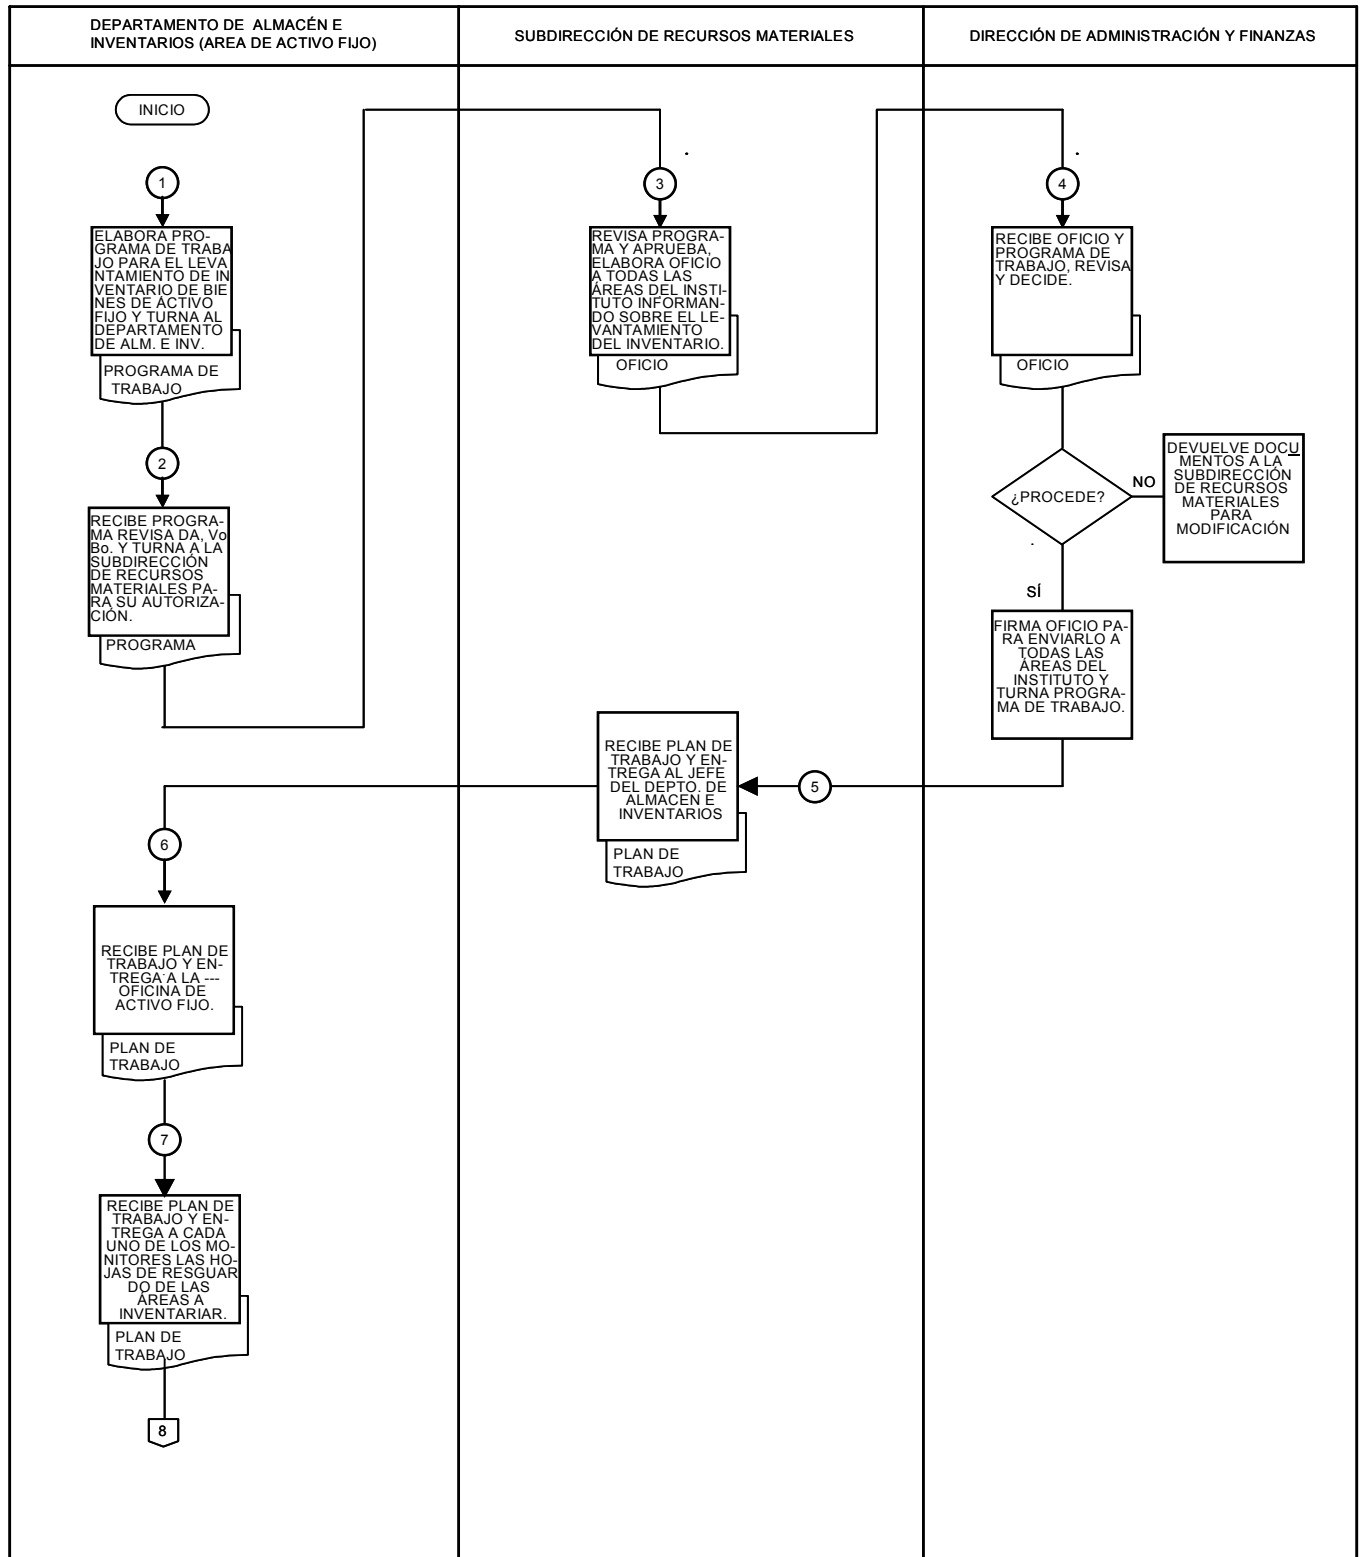 DEPARTAMENTO DE ALMACÉN E
INVENTARIOS (AREA DE ACTIVO FIJO)
SUBDIRECCIÓN DE RECURSOS MATERIALES
DIRECCIÓN DE ADMINISTRACIÓN Y FINANZAS
INICIO
1
ELABORA PRO-
GRAMA DE TRABA
JO PARA EL LEVA
NTAMIENTO DE IN
VENTARIO DE BIE
NES DE ACTIVO
FIJO Y TURNA AL
DEPARTAMENTO
DE ALM. E INV.
PROGRAMA DE
TRABAJO
2
RECIBE PROGRA-
MA REVISA DA, Vo
Bo. Y TURNA A LA
SUBDIRECCIÓN
DE RECURSOS
MATERIALES PA-
RA SU AUTORIZA-
CIÓN.
PROGRAMA
3
REVISA PROGRA-
MA Y APRUEBA,
ELABORA OFICIO
A TODAS LAS
ÁREAS DEL INSTI-
TUTO INFORMAN-
DO SOBRE EL LE-
VANTAMIENTO
DEL INVENTARIO.
OFICIO
4
RECIBE OFICIO Y
PROGRAMA DE
TRABAJO, REVISA
Y DECIDE.
OFICIO
¿PROCEDE?
NO
DEVUELVE DOCU
MENTOS A LA
SUBDIRECCIÓN
DE RECURSOS
MATERIALES
PARA
MODIFICACIÓN
SÍ
FIRMA OFICIO PA-
RA ENVIARLO A
TODAS LAS
ÁREAS DEL
INSTITUTO Y
TURNA PROGRA-
MA DE TRABAJO.
5
RECIBE PLAN DE
TRABAJO Y EN-
TREGA AL JEFE
DEL DEPTO. DE
ALMACEN E
INVENTARIOS
PLAN DE
TRABAJO
6
RECIBE PLAN DE
TRABAJO Y EN-
TREGA A LA ---
OFICINA DE
ACTIVO FIJO.
PLAN DE
TRABAJO
7
RECIBE PLAN DE
TRABAJO Y EN-
TREGA A CADA
UNO DE LOS MO-
NITORES LAS HO-
JAS DE RESGUAR
DO DE LAS
ÁREAS A
INVENTARIAR.
PLAN DE
TRABAJO
8